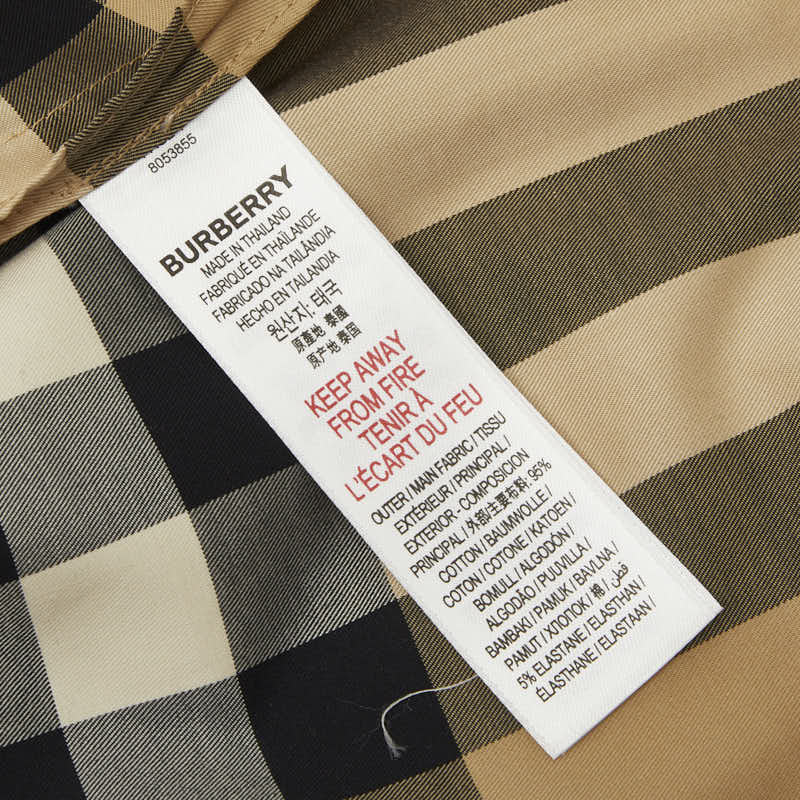 8053855
BURBERRY
MADE IN THAILAND
FABRIQUÉ EN THAÏLANDE
FABRICADO NA TAILÂNDIA
HECHO EN TAILANDIA
원산지: 태국
原產地 泰國
原产地 泰国
KEEP AWAY
FROM FIRE
TENIR À
L'ÉCART DU FEU
OUTER / MAIN FABRIC / TISSU
EXTÉRIEUR / PRINCIPAL /
EXTERIOR - COMPOSICION
PRINCIPAL / 外部/主要布料: 95%
COTTON / BAUMWOLLE /
COTON / COTONE / KATOEN /
BOMULL / ALGODÓN /
ALGODÃO / PUUVILLA /
BAMBAKI / PAMUK / BAVLNA /
PAMUT / ХЛОПОК / 棉 / قطن /
5% ELASTANE / ELASTHAN /
ÉLASTHANNE / ELASTAAN /